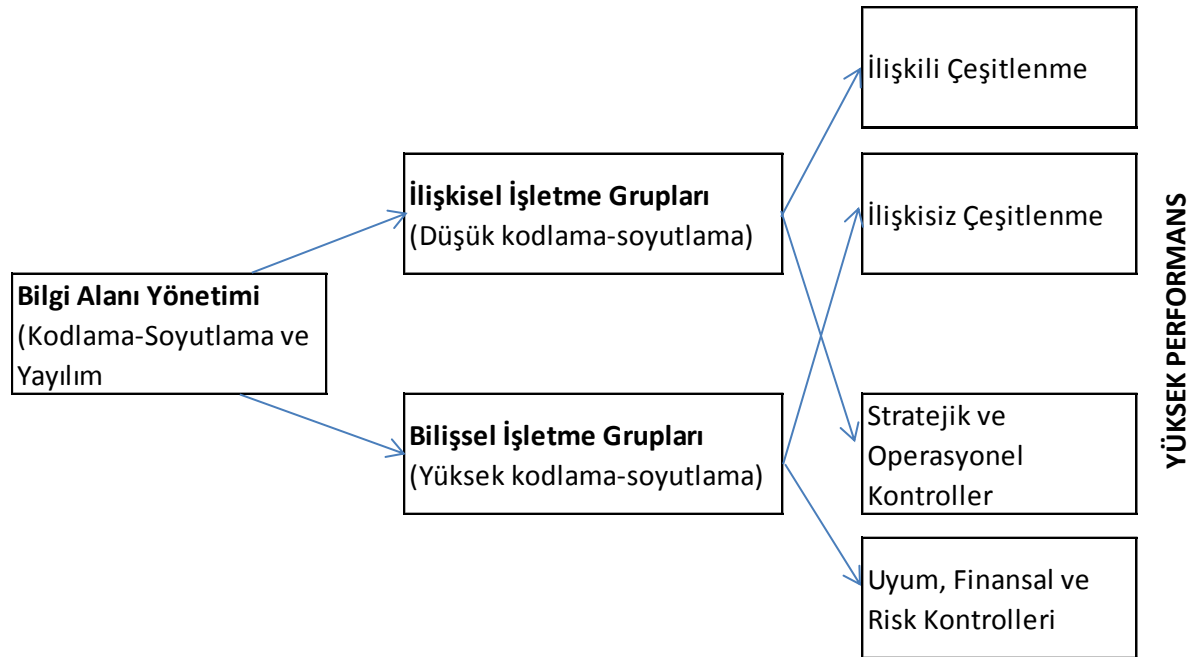 Bilgi Alanı Yönetimi
(Kodlama-Soyutlama ve
Yayılım
İlişkisel İşletme Grupları
(Düşük kodlama-soyutlama)
Bilişsel İşletme Grupları
(Yüksek kodlama-soyutlama)
İlişkili Çeşitlenme
İlişkisiz Çeşitlenme
Stratejik ve
Operasyonel
Kontroller
Uyum, Finansal ve
Risk Kontrolleri
YÜKSEK PERFORMANS